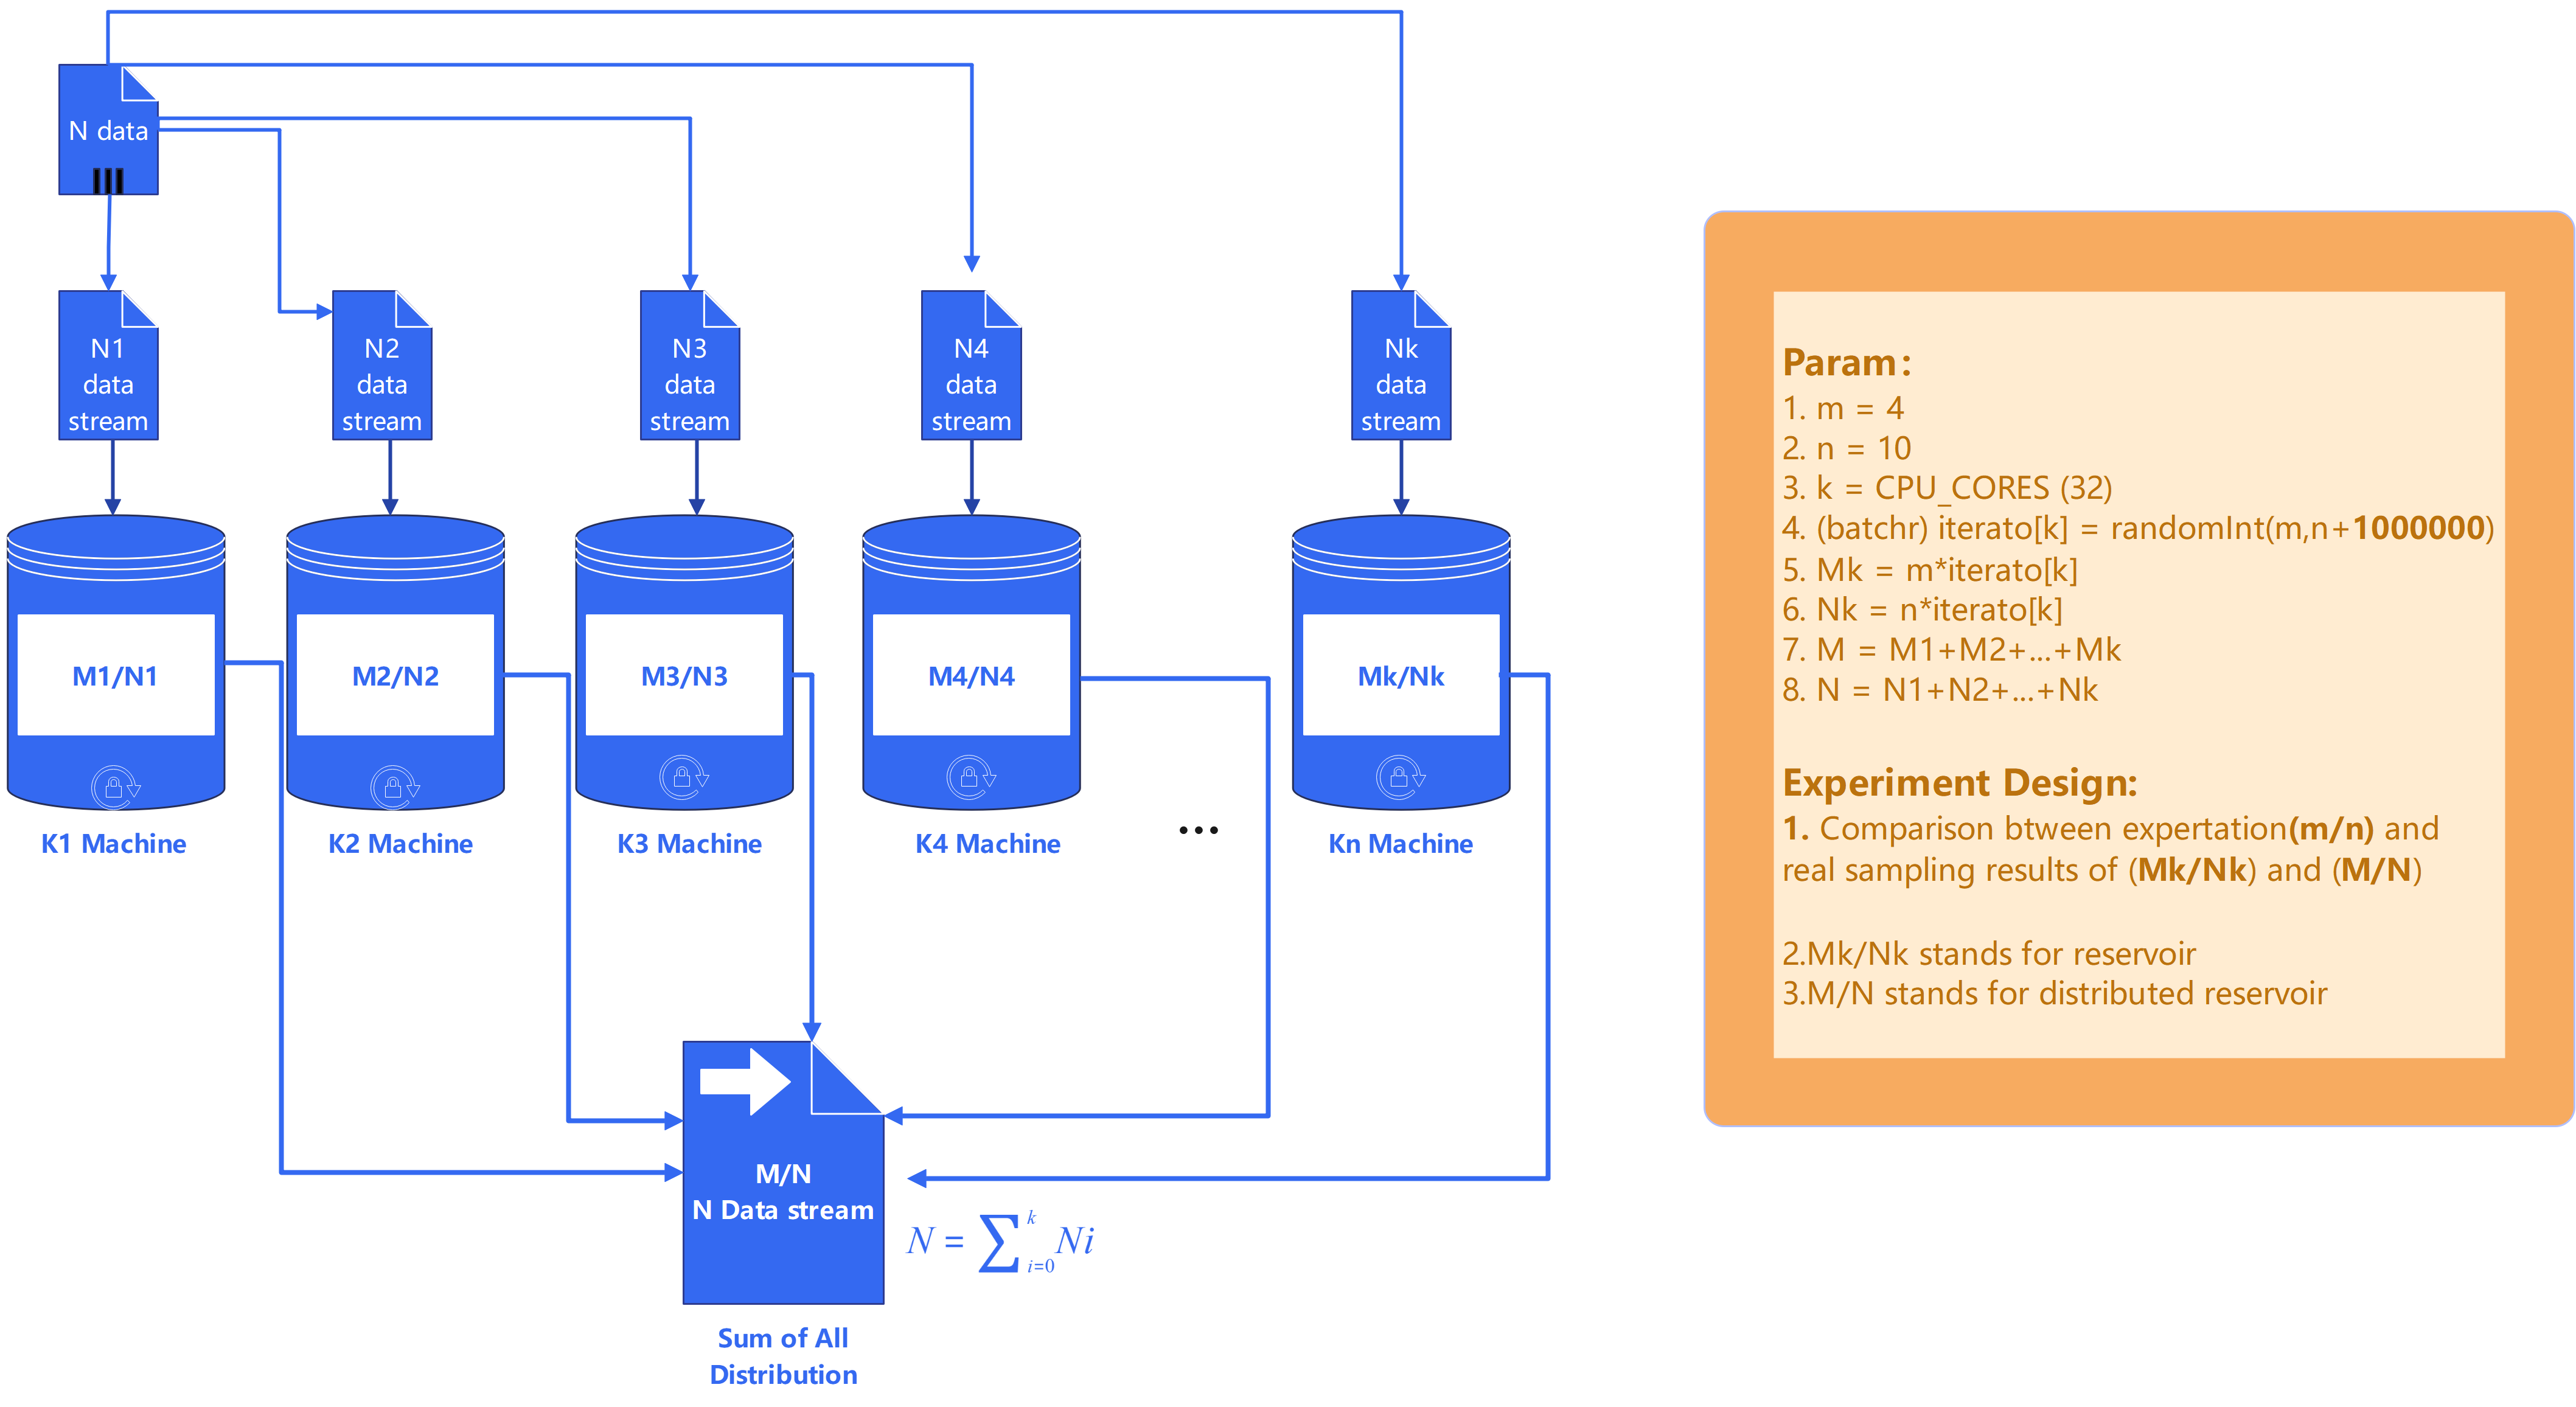 N data
N1
data
stream
N2
data
stream
N3
data
stream
N4
data
stream
Nk
data
stream
M1/N1
M2/N2
M3/N3
M4/N4
Mk/Nk
K1 Machine
K2 Machine
K3 Machine
K4 Machine
...
Kn Machine
M/N
N Data stream
N = ∑ k i=0 Ni
Sum of All
Distribution
Param：
1. m = 4
2. n = 10
3. k = CPU_CORES (32)
4. (batchr) iterato[k] = randomInt(m,n+1000000)
5. Mk = m*iterato[k]
6. Nk = n*iterato[k]
7. M = M1+M2+...+Mk
8. N = N1+N2+...+Nk
Experiment Design:
1. Comparison btween expertation(m/n) and
real sampling results of (Mk/Nk) and (M/N)
2.Mk/Nk stands for reservoir
3.M/N stands for distributed reservoir